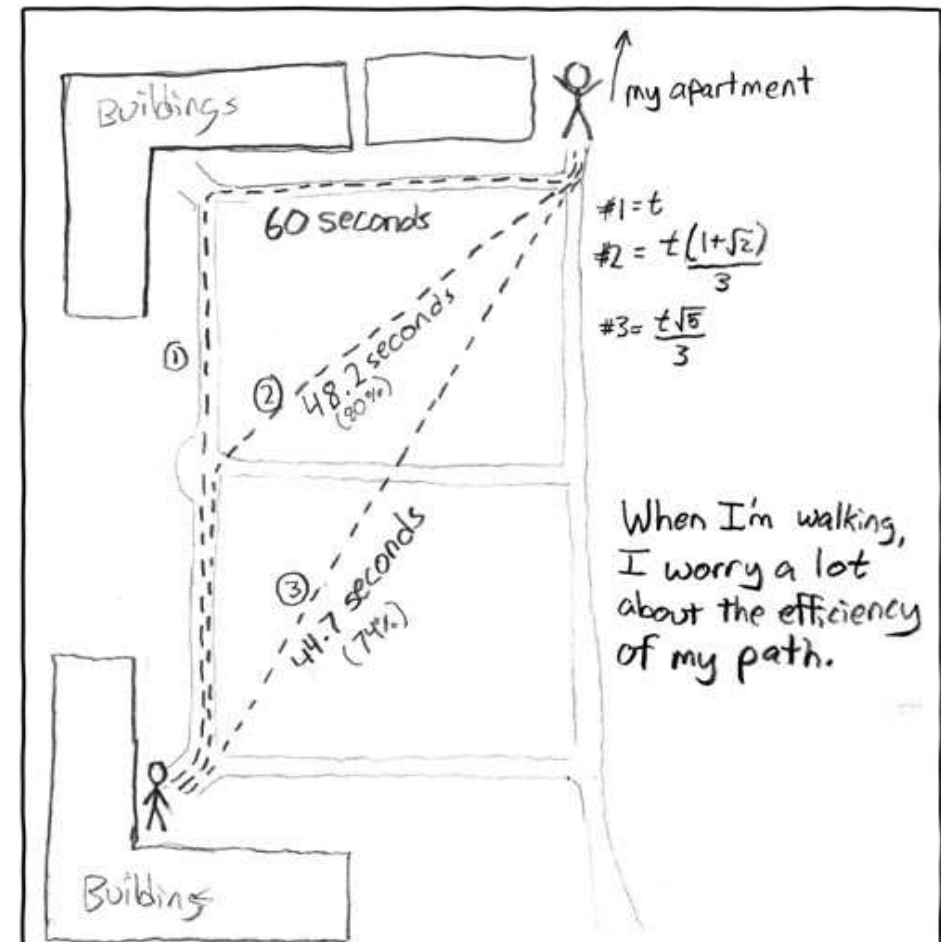 Buildings
my apartment
60 seconds
#1 = t
#2 = t(1+√2)/3
#3 = t√5/3
①
②
48.2 seconds
(80%)
③
44.7 seconds
(74%)
When I'm walking,
I worry a lot
about the efficiency
of my path.
Buildings